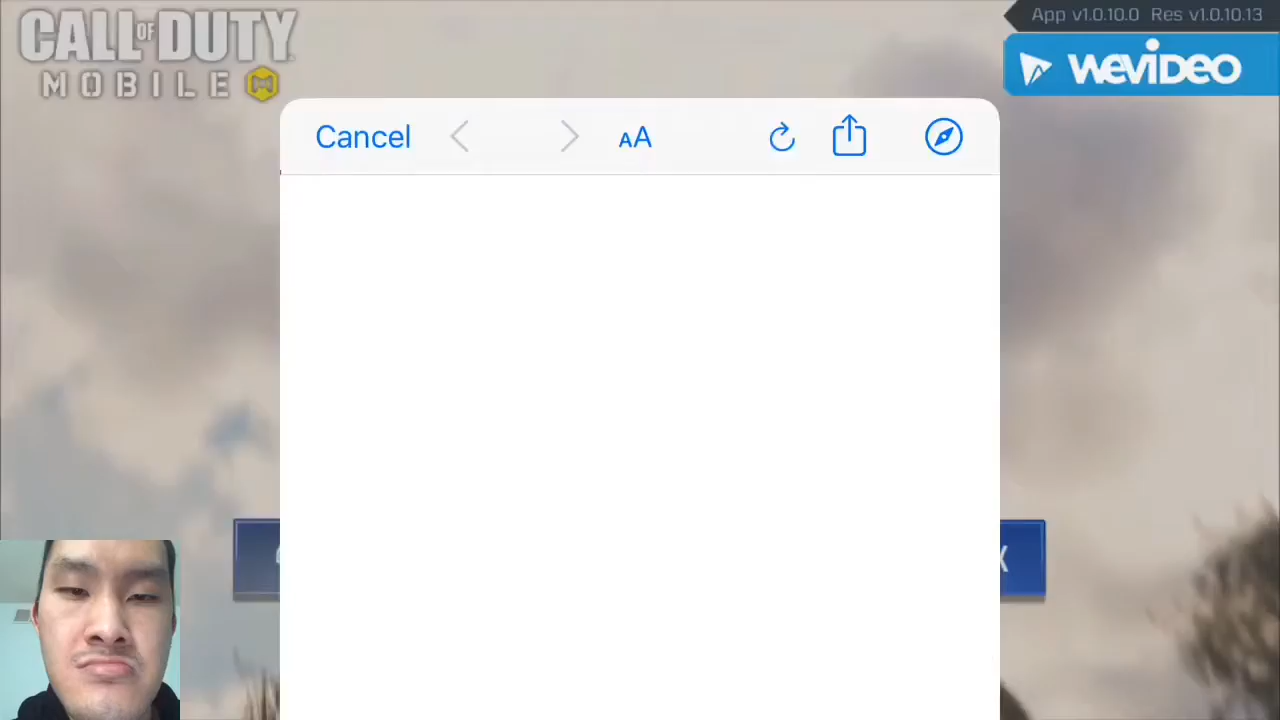 CALL OF DUTY
MOBILE
App v1.0.10.0 Res v1.0.10.13
WEVIDEO
Cancel
AA